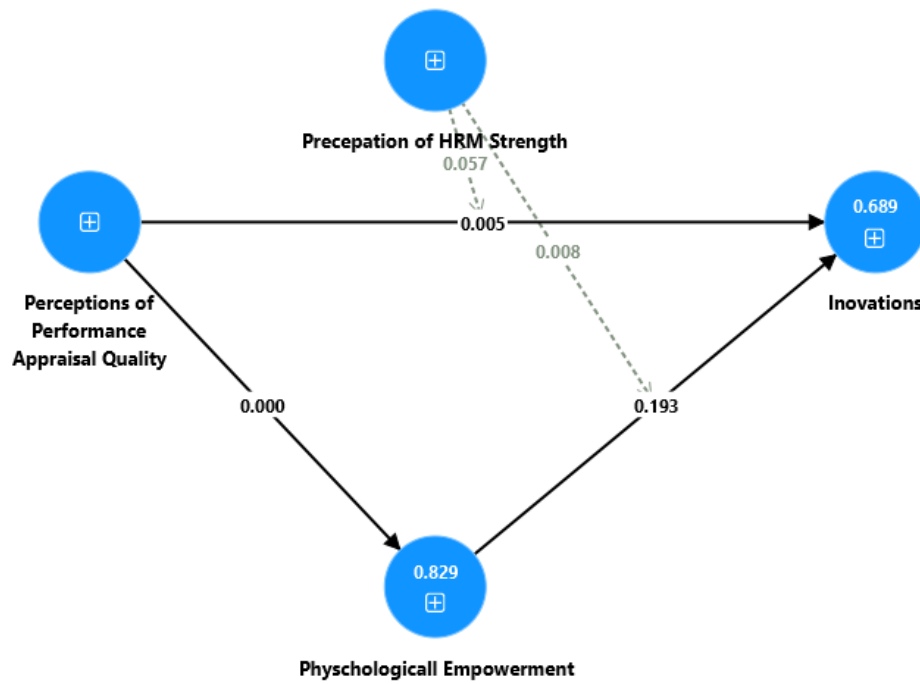 Precepation of HRM Strength
0.057
0.689
0.005
0.008
Perceptions of
Performance
Appraisal Quality
Inovations
0.000
0.193
0.829
Physchologicall Empowerment